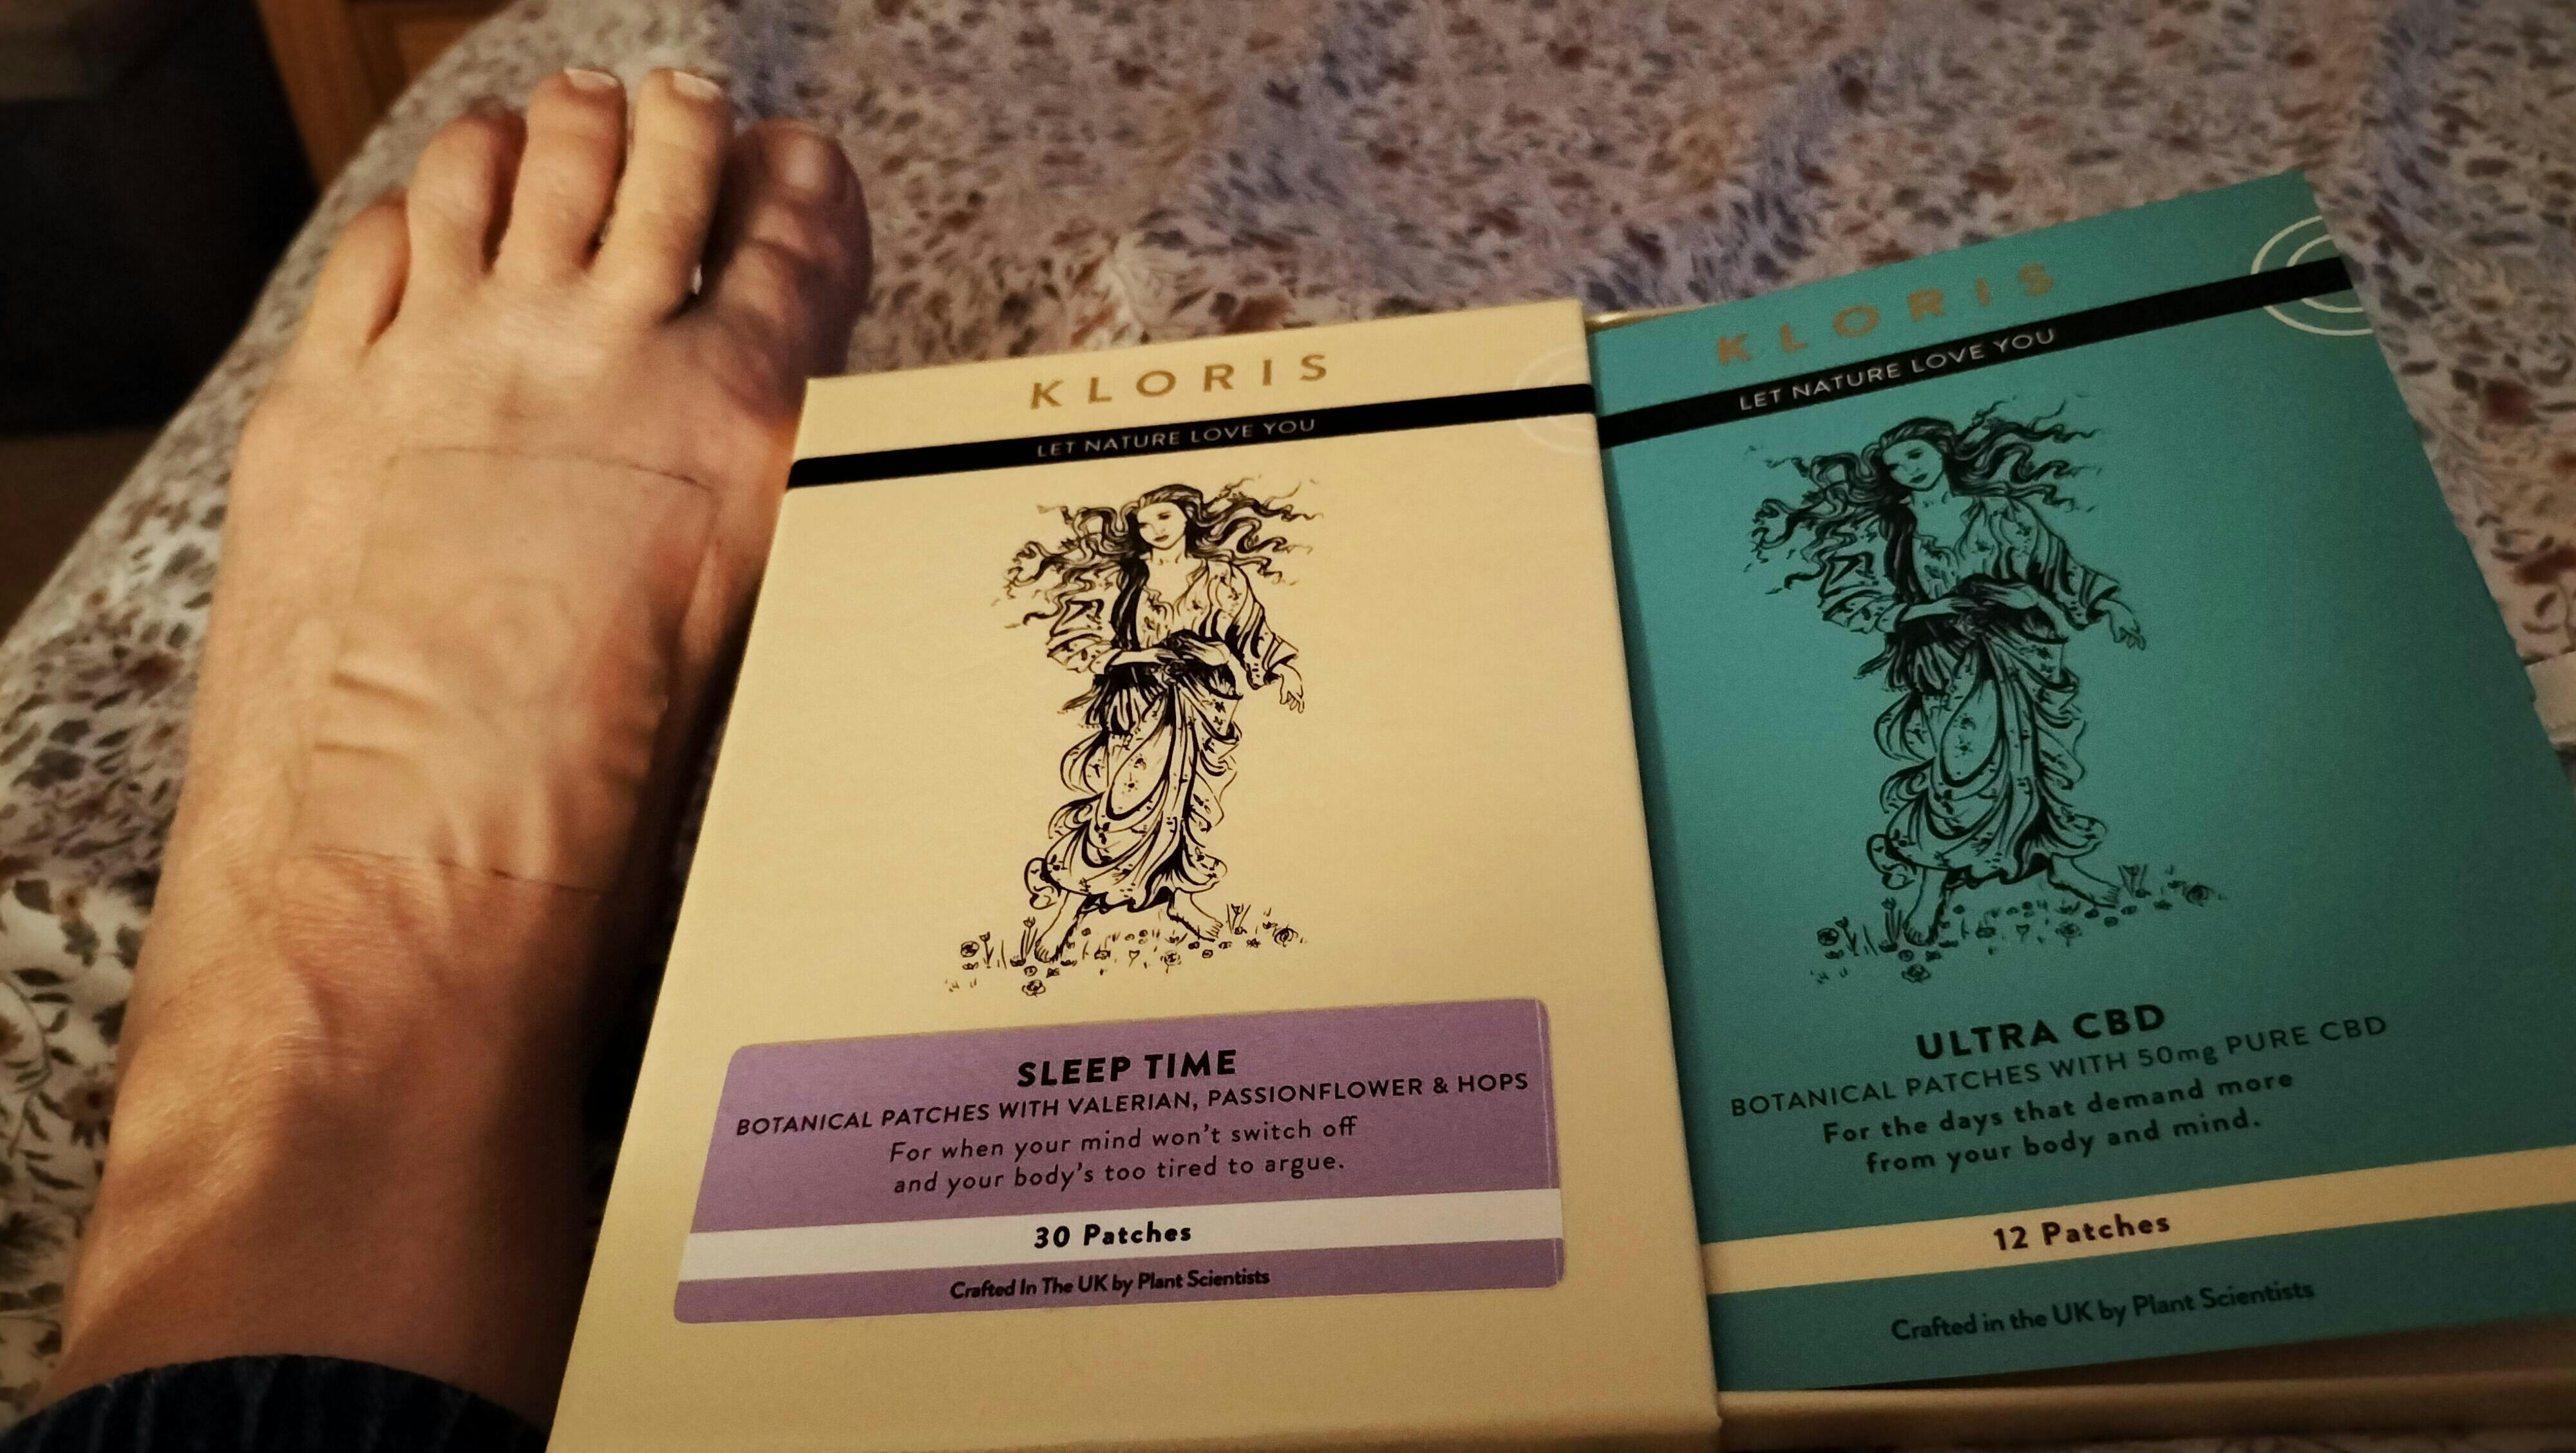 KLORIS
LET NATURE LOVE YOU
SLEEP TIME
BOTANICAL PATCHES WITH VALERIAN, PASSIONFLOWER & HOPS
For when your mind won't switch off
and your body's too tired to argue.
30 Patches
Crafted In The UK by Plant Scientists
KLORIS
LET NATURE LOVE YOU
ULTRA CBD
BOTANICAL PATCHES WITH 50mg PURE CBD
For the days that demand more
from your body and mind.
12 Patches
Crafted in the UK by Plant Scientists